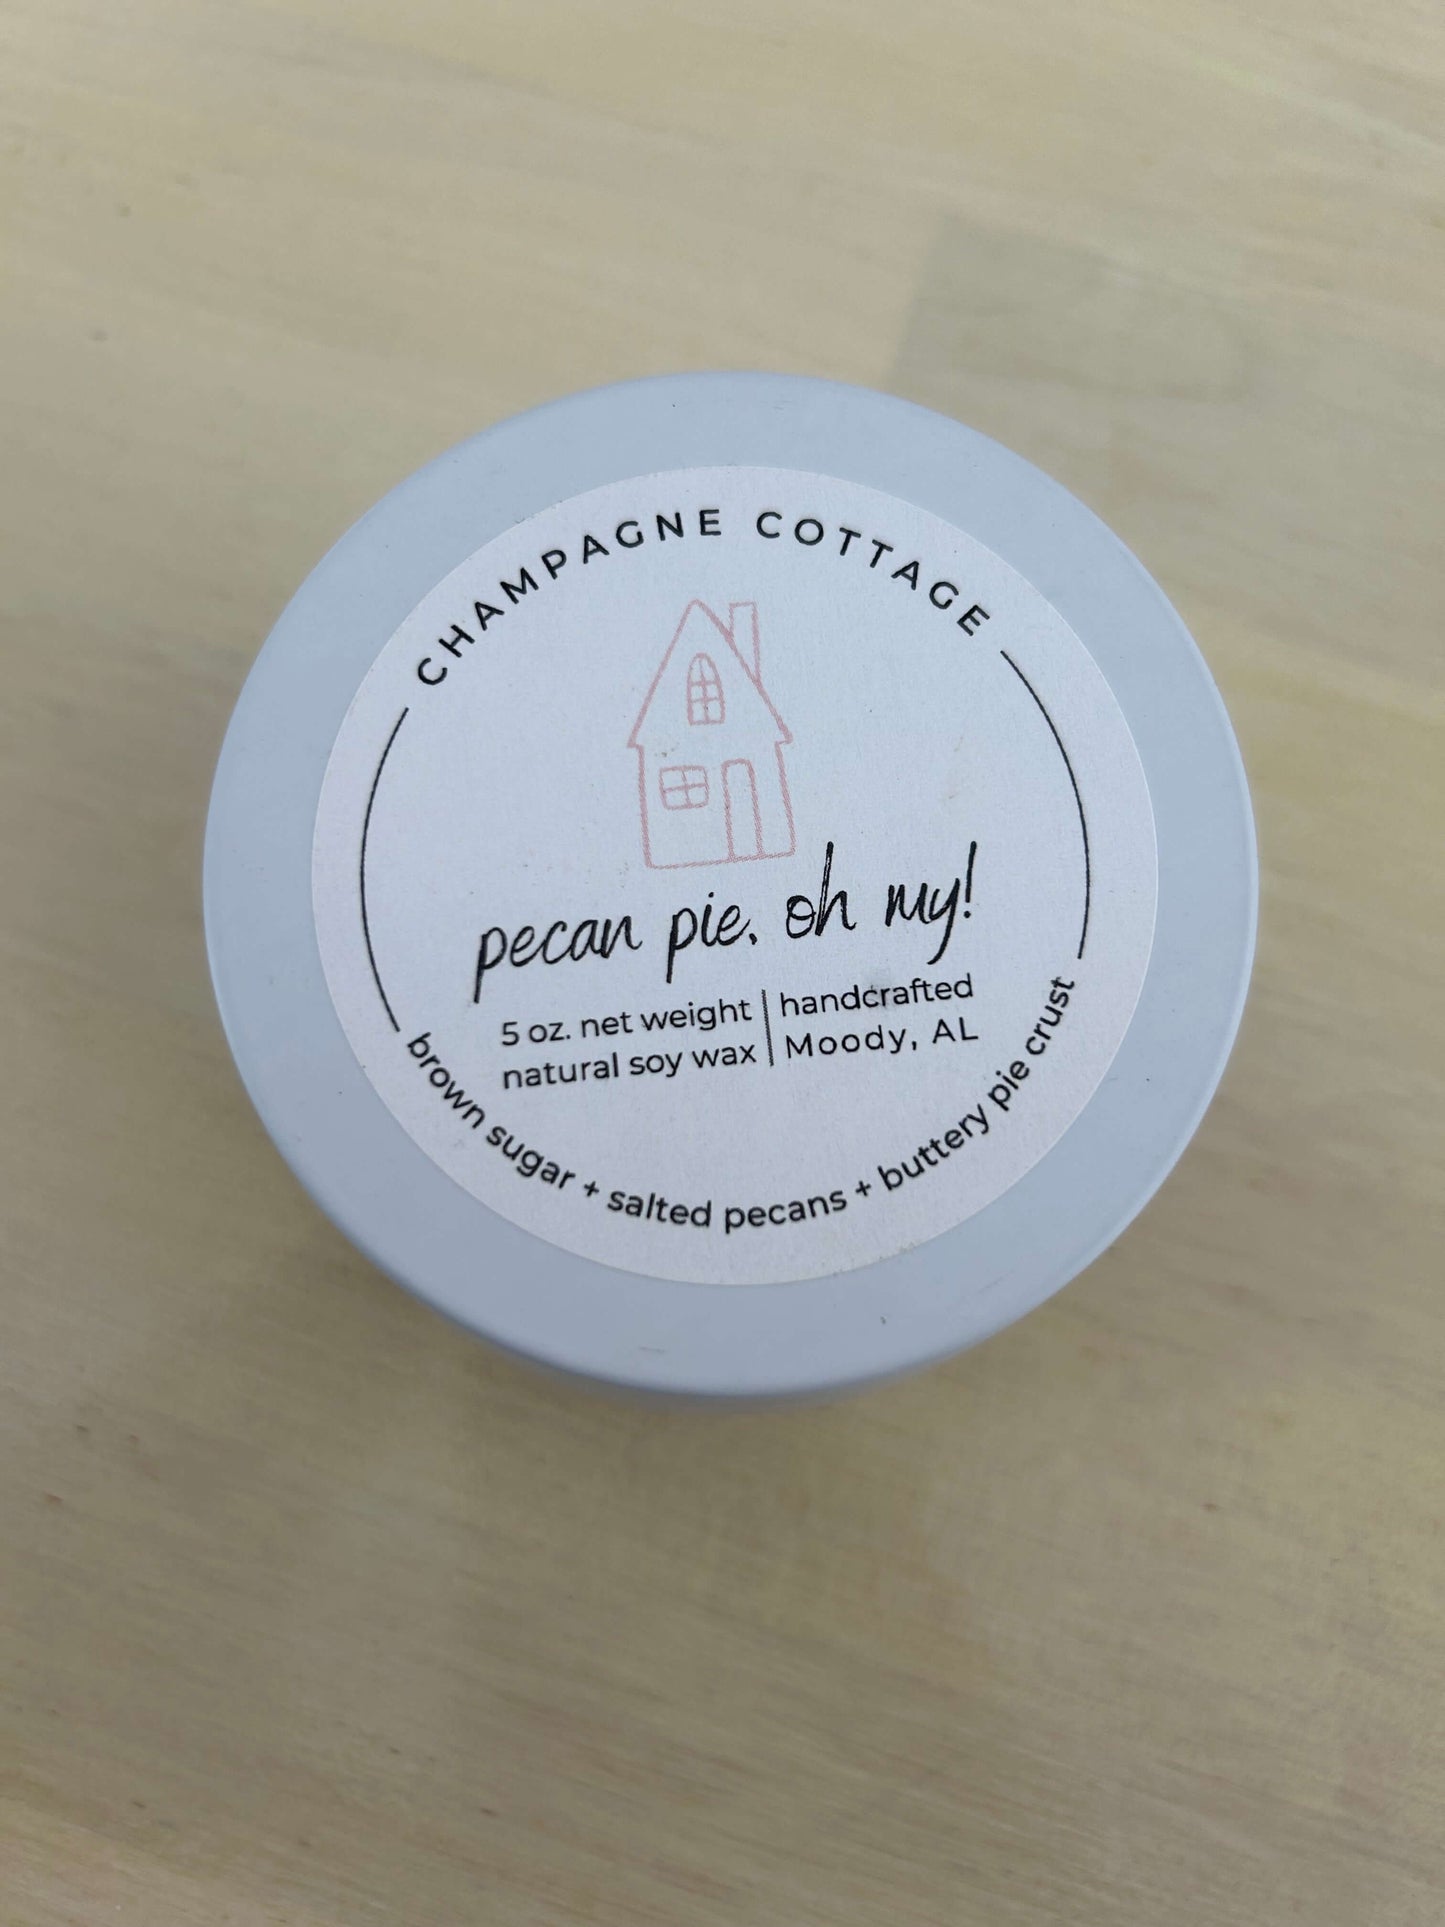 CHAMPAGNE COTTAGE
pecan pie, oh my!
5 oz. net weight | handcrafted
natural soy wax | Moody, AL
brown sugar + salted pecans + buttery pie crust